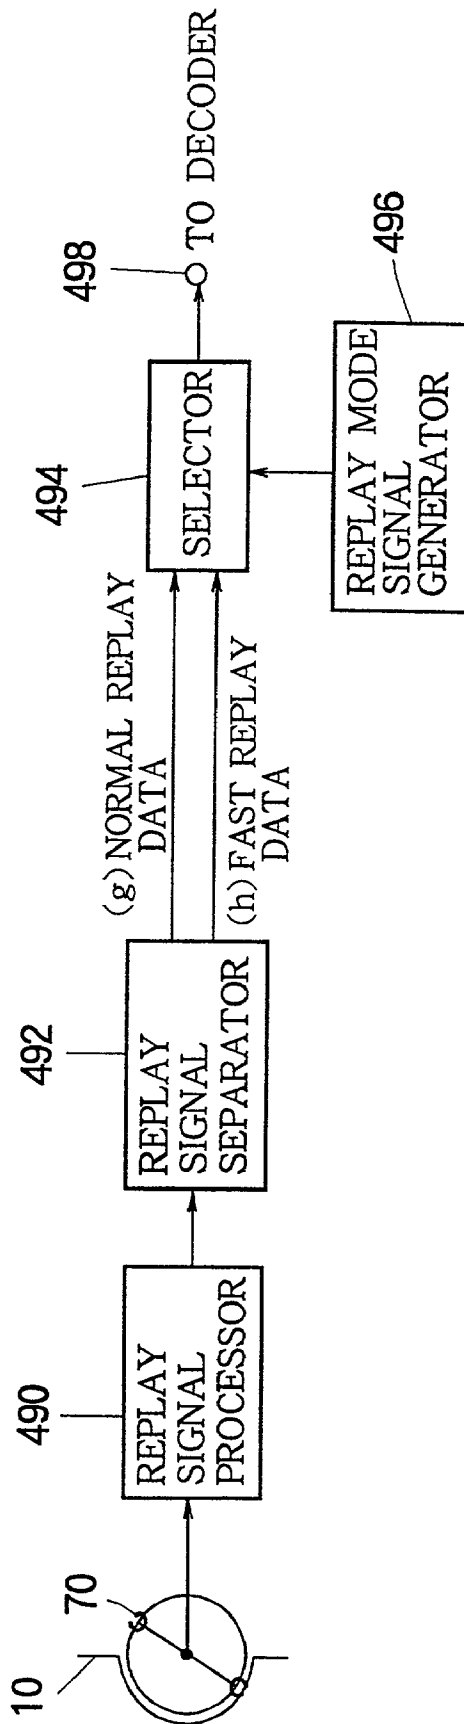 10
70
490
REPLAY
SIGNAL
PROCESSOR
492
REPLAY
SIGNAL
SEPARATOR
(g) NORMAL REPLAY
DATA
(h) FAST REPLAY
DATA
494
SELECTOR
498
TO DECODER
496
REPLAY MODE
SIGNAL
GENERATOR